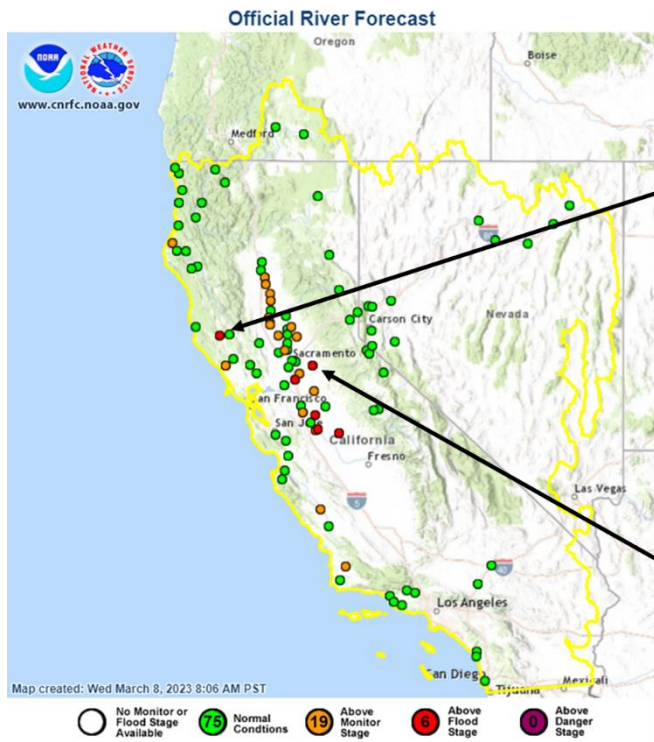 Official River Forecast
NOAA
NATIONAL WEATHER SERVICE
www.cnrfc.noaa.gov
Oregon
Boise
Medford
Nevada
Carson City
Sacramento
San Francisco
San Jose
California
Fresno
5
Las Vegas
40
Los Angeles
San Diego
Tijuana
Mexicali
Map created: Wed March 8, 2023 8:06 AM PST
No Monitor or Flood Stage Available
75 Normal Condtions
19 Above Monitor Stage
6 Above Flood Stage
0 Above Danger Stage